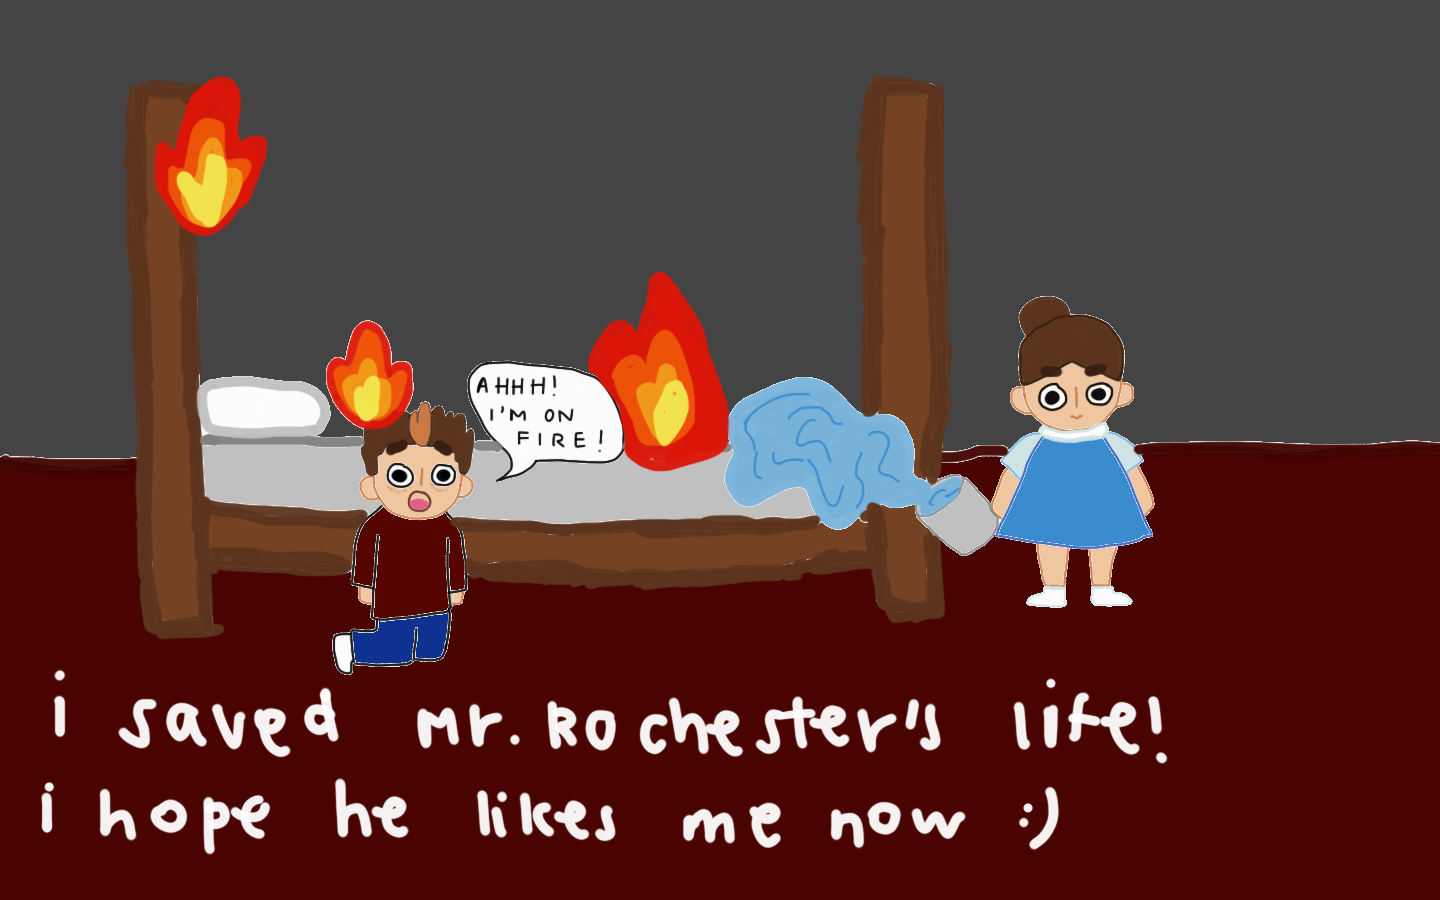 AHHH!
I'M ON
FIRE!
i saved Mr. Rochester's life!
i hope he likes me now :)